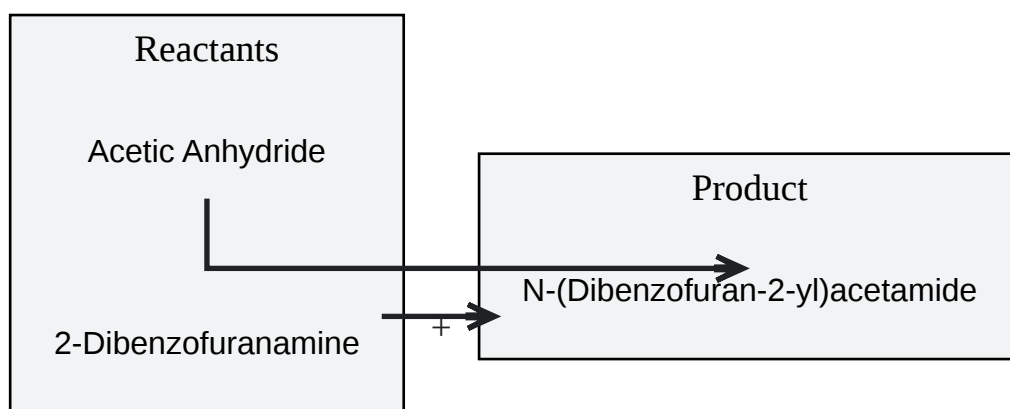 Reactants
Acetic Anhydride
2-Dibenzofuranamine
+
Product
N-(Dibenzofuran-2-yl)acetamide